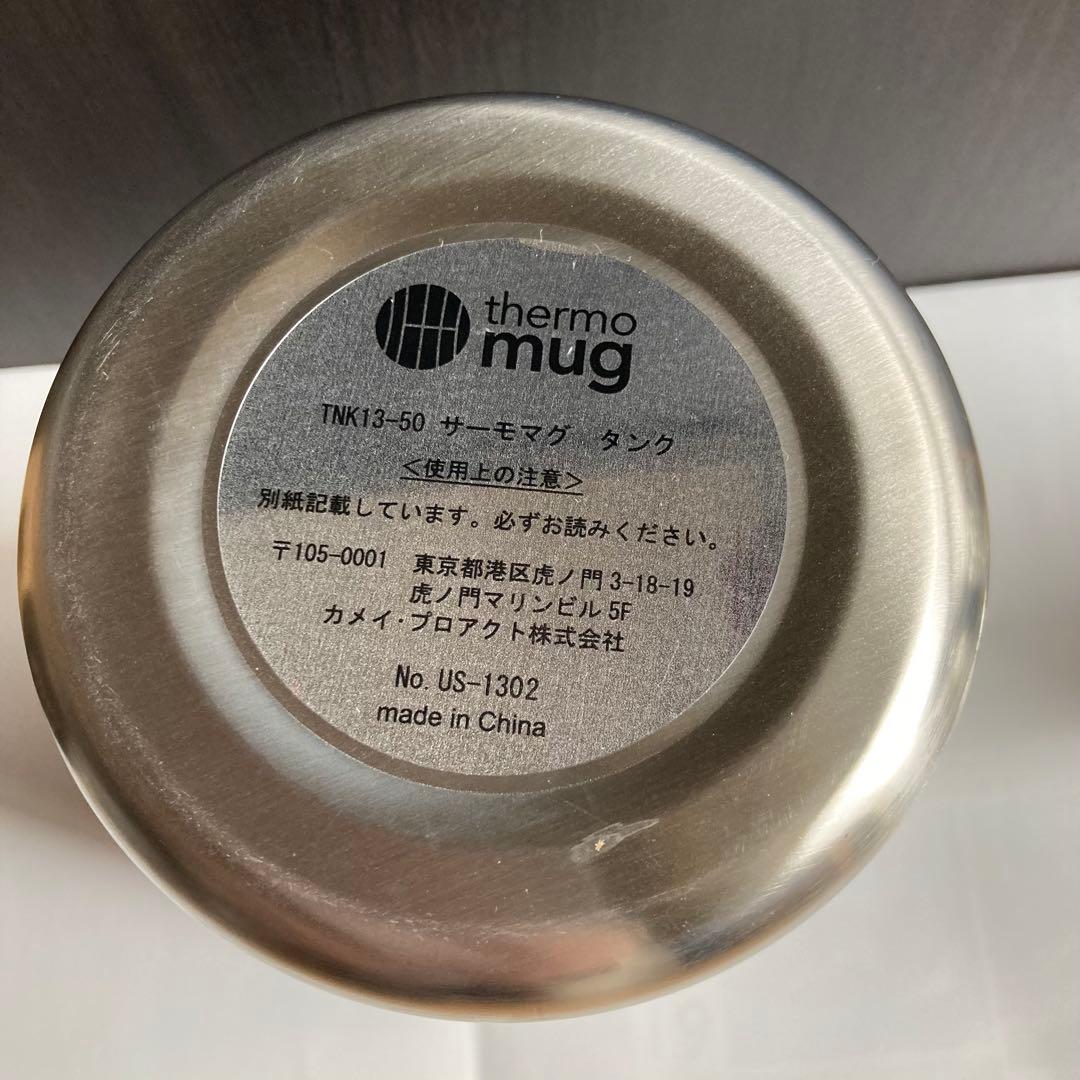 thermo
mug
TNK13-50 サーモマグ　タンク
<使用上の注意>
別紙記載しています。必ずお読みください。
〒105-0001　東京都港区虎ノ門3-18-19
虎ノ門マリンビル5F
カメイ・プロアクト株式会社
No. US-1302
made in China